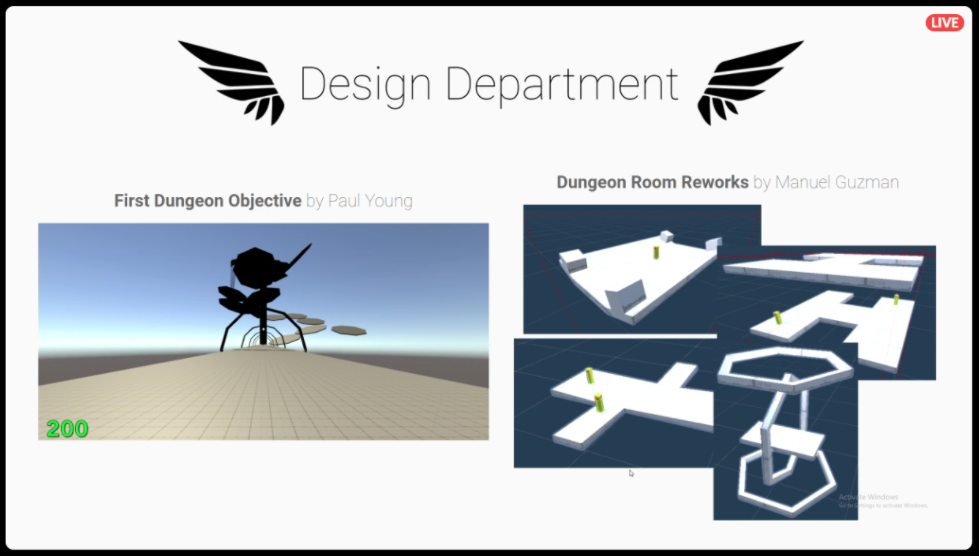 LIVE
Design Department
First Dungeon Objective by Paul Young
Dungeon Room Reworks by Manuel Guzman
200
Activate Windows
Go to Settings to activate Windows.